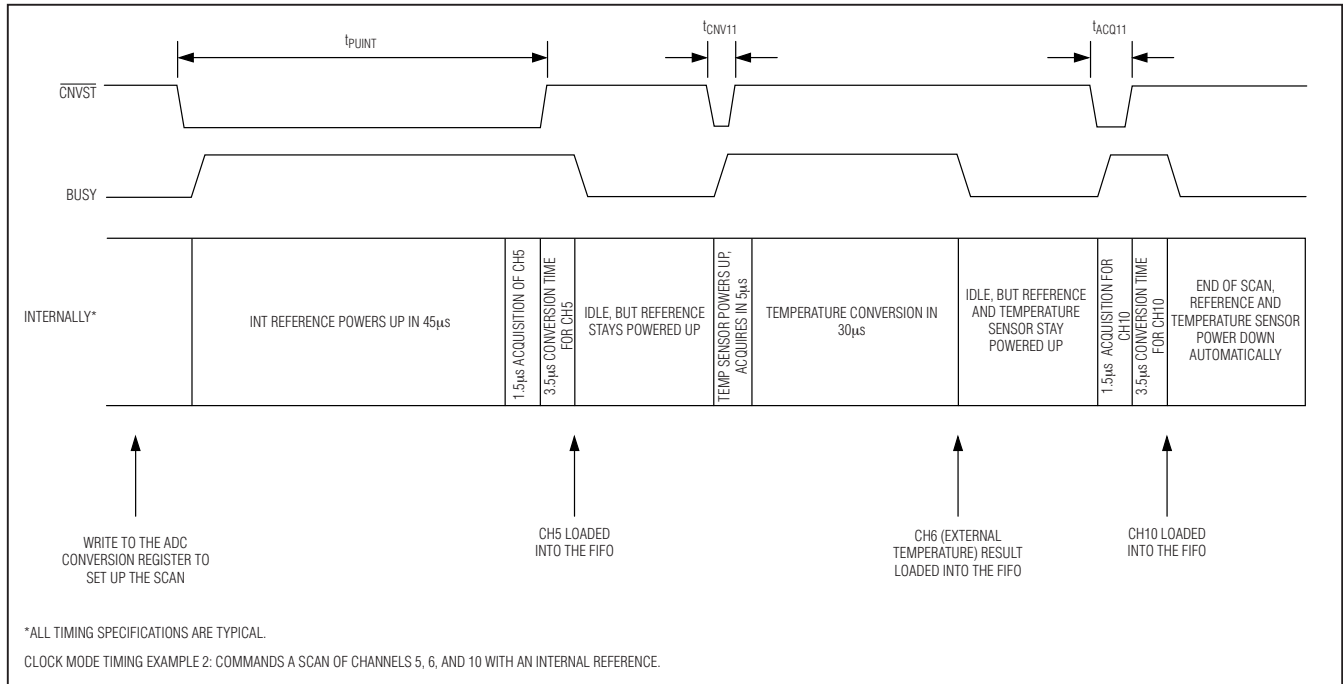 tPUINT
tCNV11
tACQ11
CNVST
BUSY
INTERNALLY*
INT REFERENCE POWERS UP IN 45µs
1.5µs ACQUISITION OF CH5
3.5µs CONVERSION TIME
FOR CH5
IDLE, BUT REFERENCE
STAYS POWERED UP
TEMP SENSOR POWERS UP,
ACQUIRES IN 5µs
TEMPERATURE CONVERSION IN
30µs
IDLE, BUT REFERENCE
AND TEMPERATURE
SENSOR STAY
POWERED UP
1.5µs ACQUISITION FOR
CH10
3.5µs CONVERSION TIME
FOR CH10
END OF SCAN,
REFERENCE AND
TEMPERATURE SENSOR
POWER DOWN
AUTOMATICALLY
WRITE TO THE ADC
CONVERSION REGISTER TO
SET UP THE SCAN
CH5 LOADED
INTO THE FIFO
CH6 (EXTERNAL
TEMPERATURE) RESULT
LOADED INTO THE FIFO
CH10 LOADED
INTO THE FIFO
*ALL TIMING SPECIFICATIONS ARE TYPICAL.
CLOCK MODE TIMING EXAMPLE 2: COMMANDS A SCAN OF CHANNELS 5, 6, AND 10 WITH AN INTERNAL REFERENCE.